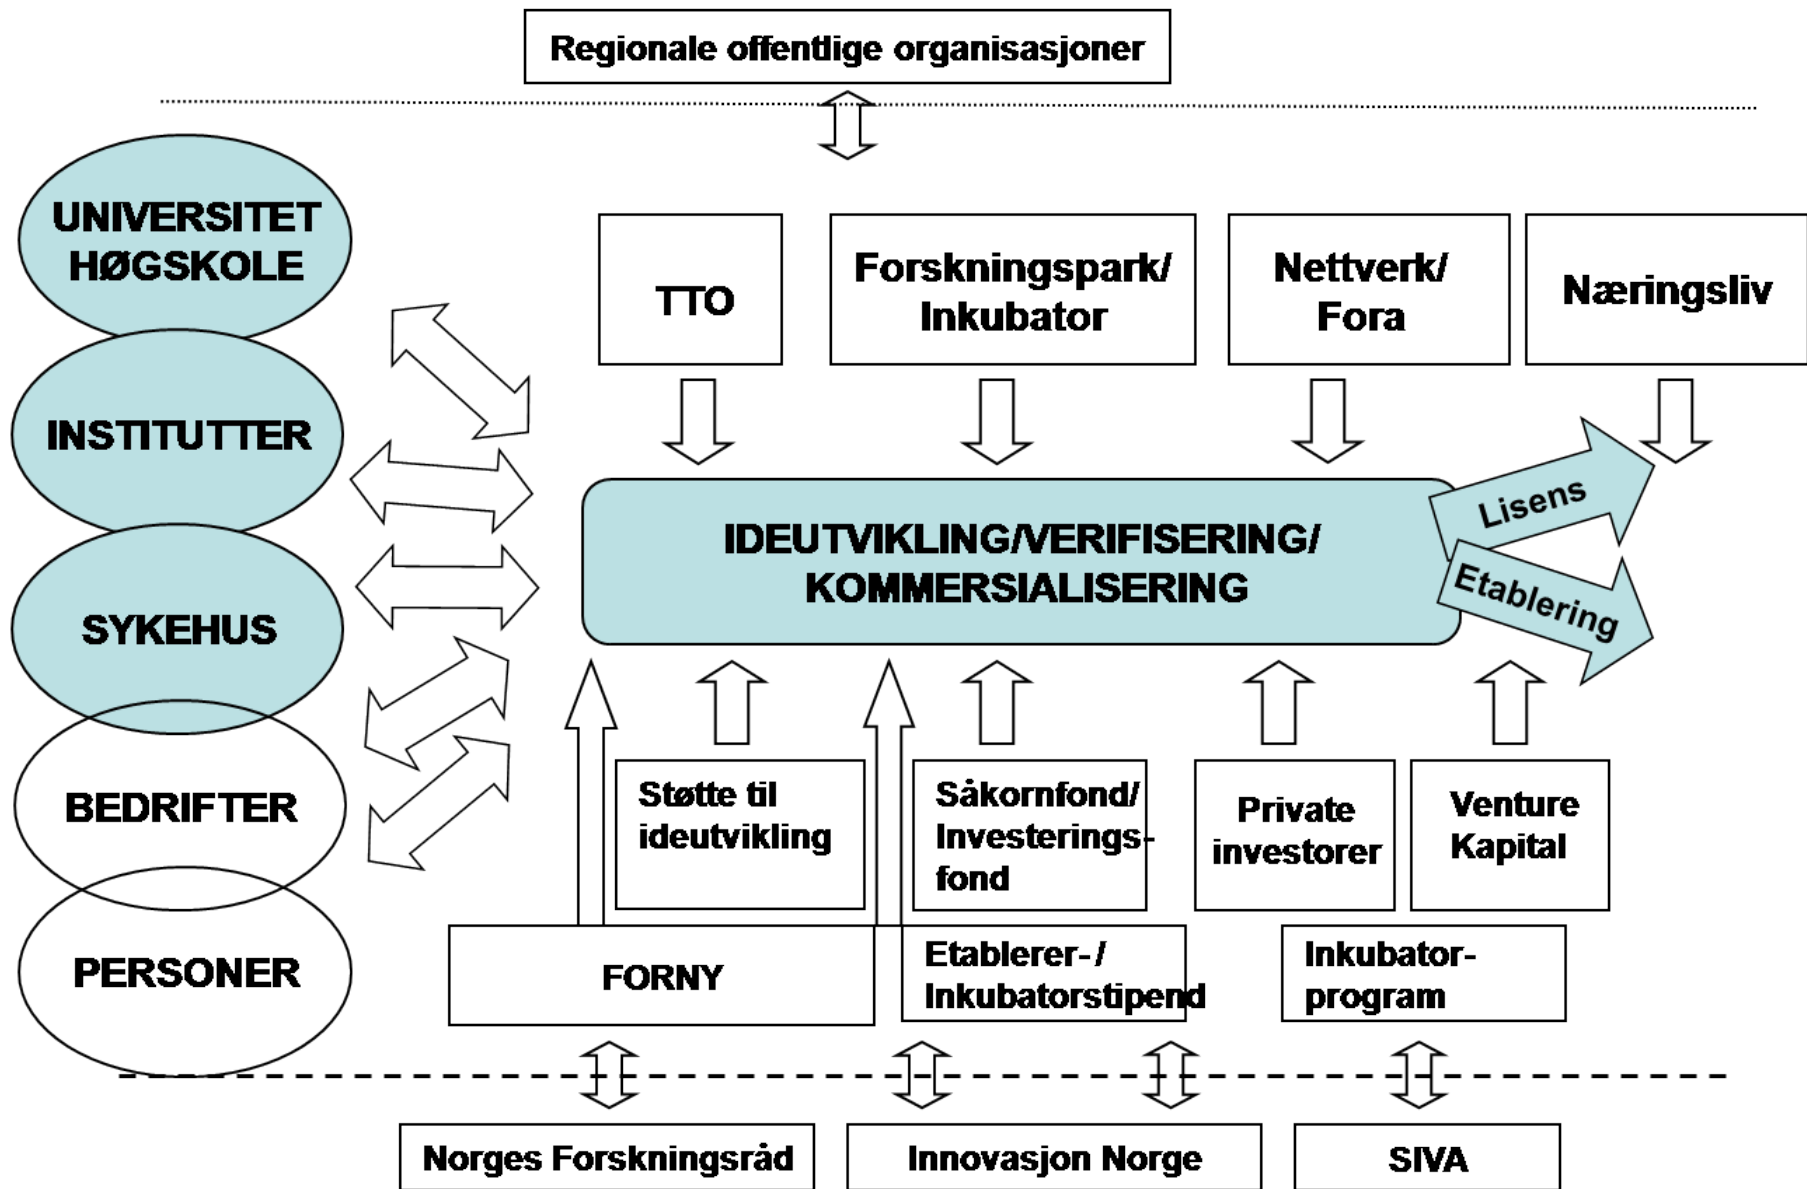 Regionale offentlige organisasjoner
UNIVERSITET
HØGSKOLE
INSTITUTTER
SYKEHUS
BEDRIFTER
PERSONER
TTO
Forskningspark/
Inkubator
Nettverk/
Fora
Næringsliv
IDEUTVIKLING/VERIFISERING/
KOMMERSIALISERING
Lisens
Etablering
Støtte til
ideutvikling
Såkornfond/
Investerings-
fond
Private
investorer
Venture
Kapital
FORNY
Etablerer-/
Inkubatorstipend
Inkubator-
program
Norges Forskningsråd
Innovasjon Norge
SIVA